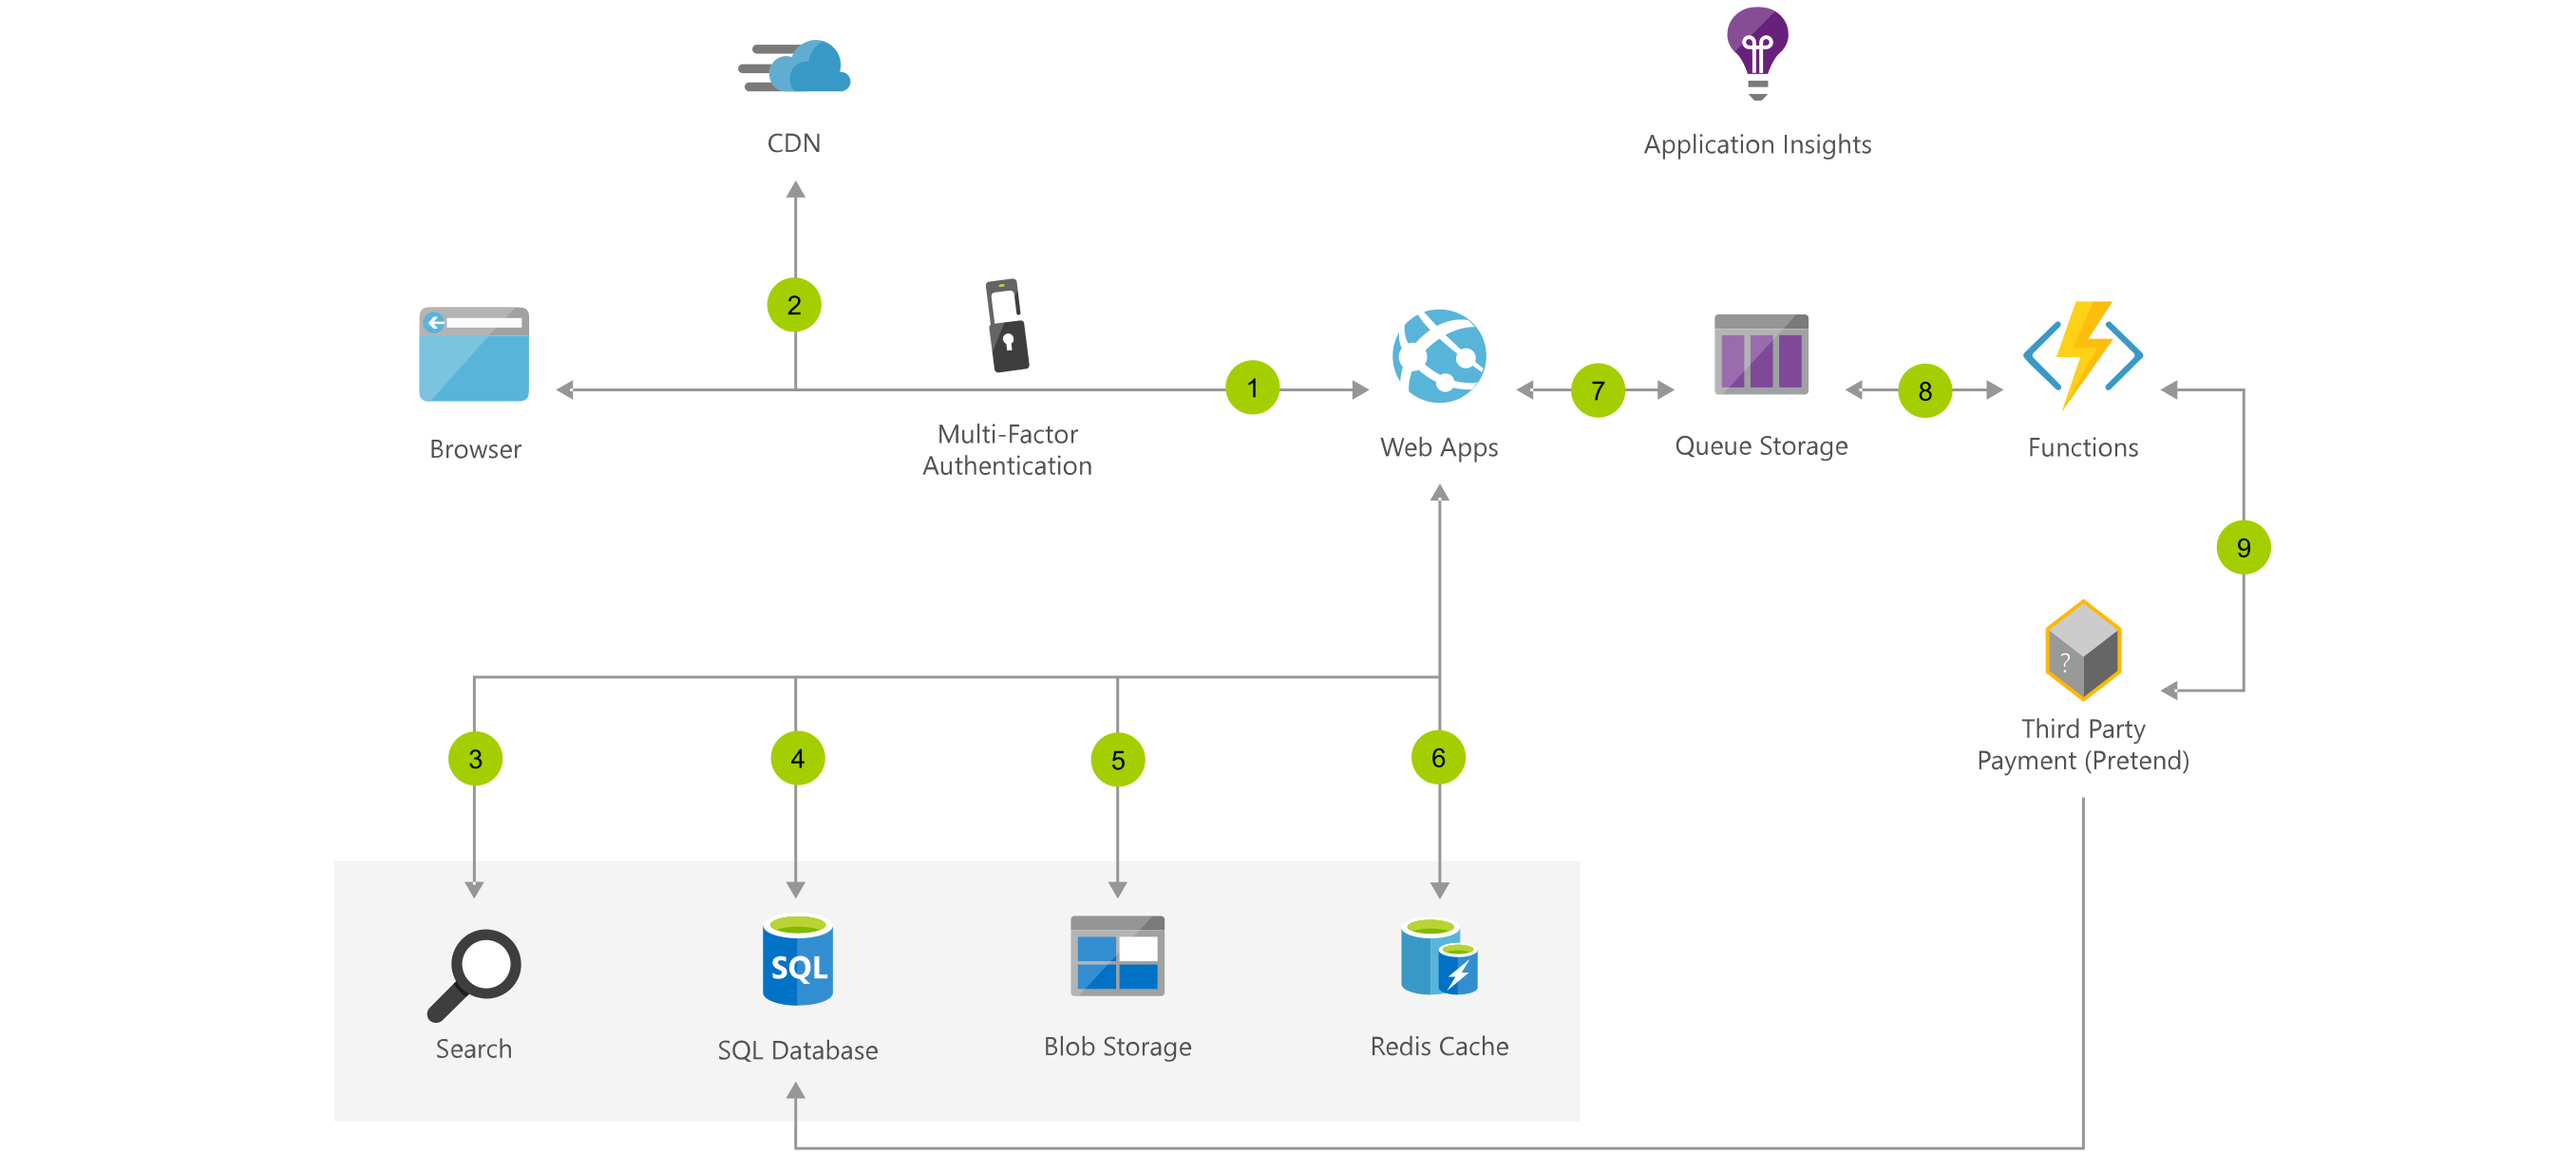 CDN
Application Insights
2
1
7
8
Browser
Multi-Factor
Authentication
Web Apps
Queue Storage
Functions
9
?
Third Party
Payment (Pretend)
3
4
5
6
SQL
Search
SQL Database
Blob Storage
Redis Cache